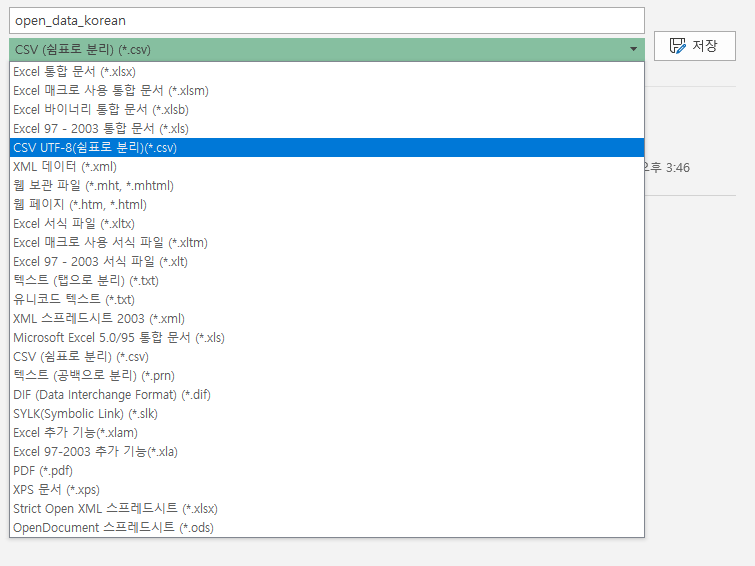 open_data_korean
CSV (쉼표로 분리) (*.csv)
저장
Excel 통합 문서 (*.xlsx)
Excel 매크로 사용 통합 문서 (*.xlsm)
Excel 바이너리 통합 문서 (*.xlsb)
Excel 97 - 2003 통합 문서 (*.xls)
CSV UTF-8(쉼표로 분리)(*.csv)
XML 데이터 (*.xml)
오후 3:46
웹 보관 파일 (*.mht, *.mhtml)
웹 페이지 (*.htm, *.html)
Excel 서식 파일 (*.xltx)
Excel 매크로 사용 서식 파일 (*.xltm)
Excel 97 - 2003 서식 파일 (*.xlt)
텍스트 (탭으로 분리) (*.txt)
유니코드 텍스트 (*.txt)
XML 스프레드시트 2003 (*.xml)
Microsoft Excel 5.0/95 통합 문서 (*.xls)
CSV (쉼표로 분리) (*.csv)
텍스트 (공백으로 분리) (*.prn)
DIF (Data Interchange Format) (*.dif)
SYLK(Symbolic Link) (*.slk)
Excel 추가 기능(*.xlam)
Excel 97-2003 추가 기능(*.xla)
PDF (*.pdf)
XPS 문서 (*.xps)
Strict Open XML 스프레드시트 (*.xlsx)
OpenDocument 스프레드시트 (*.ods)